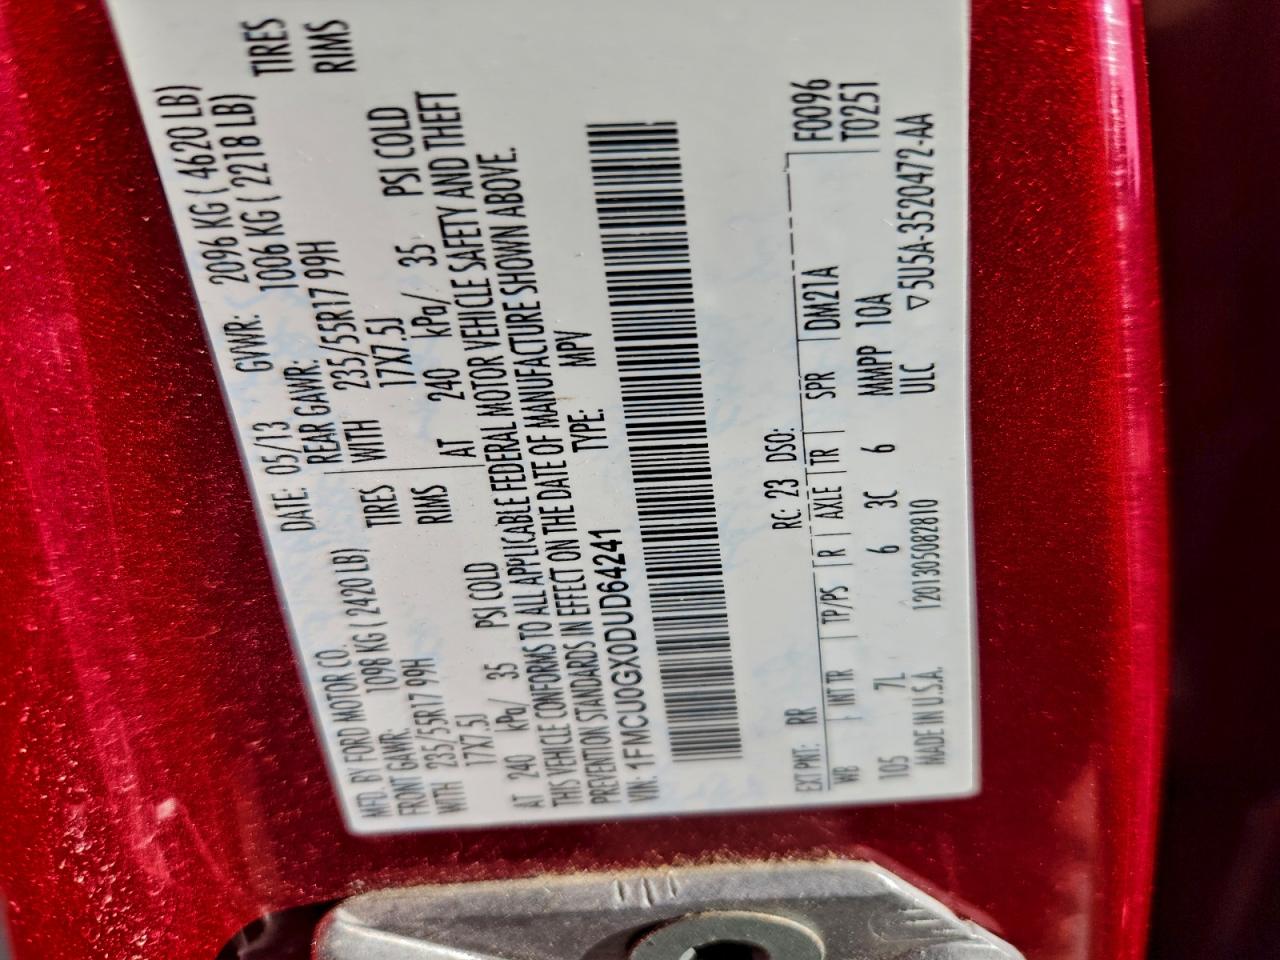 MFD. BY FORD MOTOR CO.
DATE: 05/13 GVWR: 2096 KG ( 4620 LB)
FRONT GAWR: 1098 KG ( 2420 LB)
REAR GAWR: 1006 KG ( 2218 LB)
WITH 235/55R17 99H TIRES
WITH 235/55R17 99H TIRES
17X7.5J RIMS
17X7.5J RIMS
AT 240 kPa/ 35 PSI COLD
AT 240 kPa/ 35 PSI COLD
THIS VEHICLE CONFORMS TO ALL APPLICABLE FEDERAL MOTOR VEHICLE SAFETY AND THEFT
PREVENTION STANDARDS IN EFFECT ON THE DATE OF MANUFACTURE SHOWN ABOVE.
VIN: 1FMCU0GX0DUD64241 TYPE: MPV
EXT PNT: RR RC: 23 DSO: F0096
WB INT TR TP/PS R AXLE TR SPR DM21A T0251
105 7L 6 3C 6 MMPP 10A
MADE IN U.S.A. 1201305082810 ULC ▽5U5A-3520472-AA